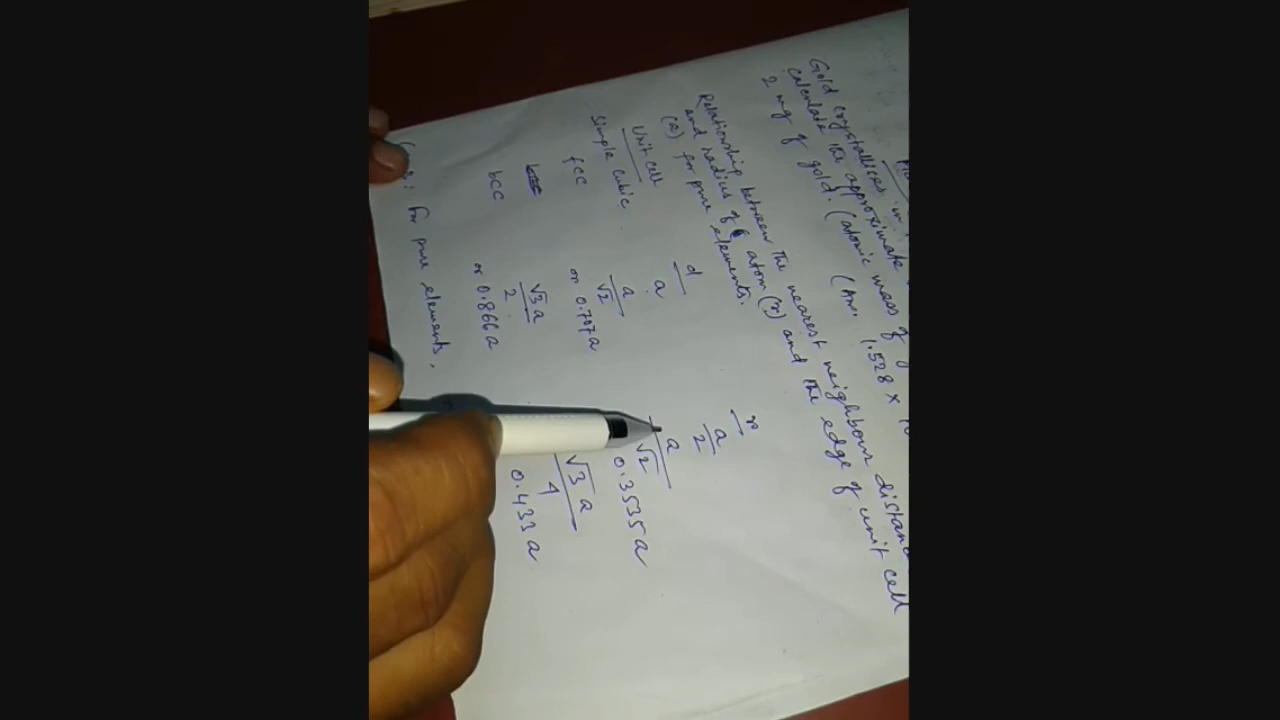 Gold crystallises in
calculate the approximate
2 mg of gold. (atomic mass of g
(Ans. 1.528 × 10
Relationship between the nearest neighbour distan
and radius of atom (r) and the edge of unit cell
(a) for pure elements.
Unit cell d r
Simple Cubic a a/2
fcc a/√2 a/√2
or 0.707a 0.3535a
bcc √3a/2 √3a/4
or 0.866a 0.433a
for pure elements,